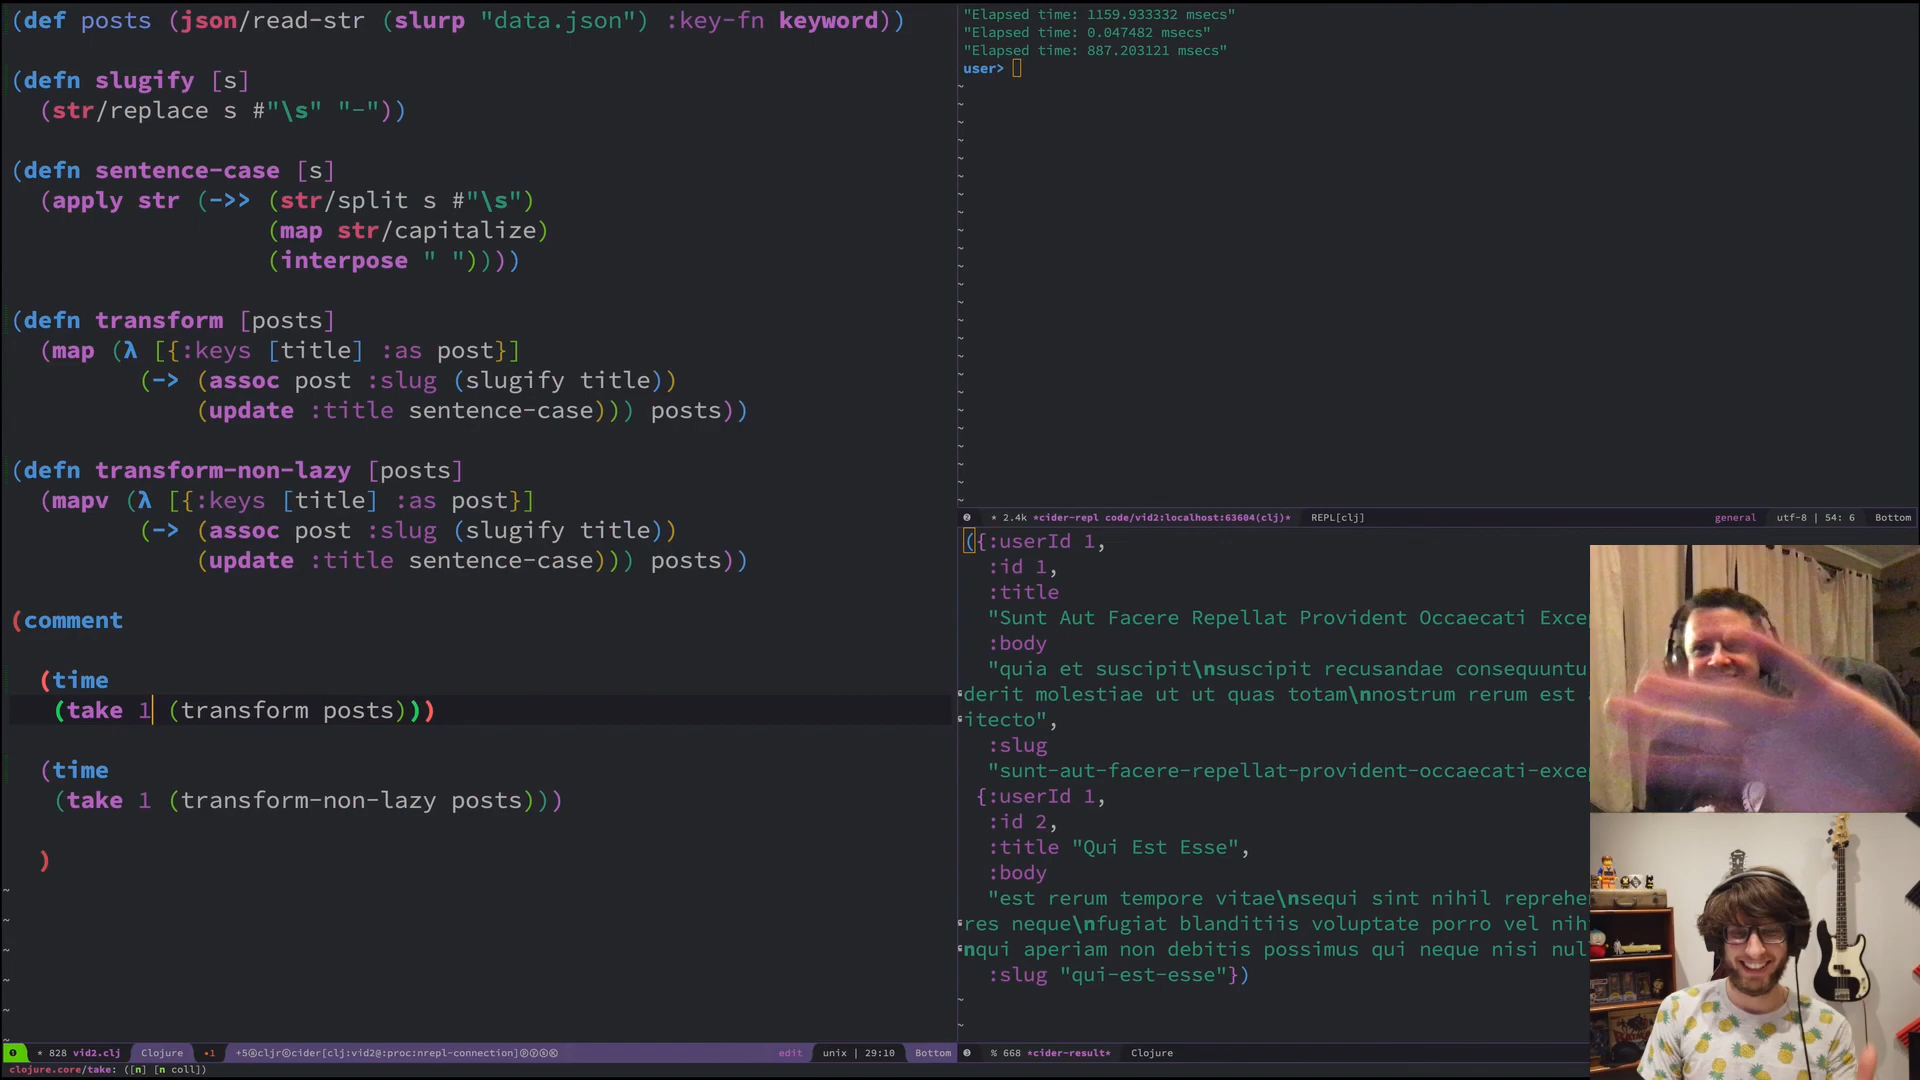 (def posts (json/read-str (slurp "data.json") :key-fn keyword))
(defn slugify [s]
(str/replace s #"\s" "-"))
(defn sentence-case [s]
(apply str (->> (str/split s #"\s")
(map str/capitalize)
(interpose " "))))
(defn transform [posts]
(map (λ [{:keys [title] :as post}]
(-> (assoc post :slug (slugify title))
(update :title sentence-case))) posts))
(defn transform-non-lazy [posts]
(mapv (λ [{:keys [title] :as post}]
(-> (assoc post :slug (slugify title))
(update :title sentence-case))) posts))
(comment
(time
(take 1 (transform posts)))
(time
(take 1 (transform-non-lazy posts)))
)
* 828 vid2.clj Clojure •1 edit unix | 29:10 Bottom
clojure.core/take: ([n] [n coll])
"Elapsed time: 1159.933332 msecs"
"Elapsed time: 0.047482 msecs"
"Elapsed time: 887.203121 msecs"
user>
* 2.4k *cider-repl code/vid2:localhost:63604(clj)* REPL[clj] general utf-8 | 54: 6 Bottom
({:userId 1,
:id 1,
:title
"Sunt Aut Facere Repellat Provident Occaecati Exce
:body
"quia et suscipit\nsuscipit recusandae consequuntu
derit molestiae ut ut quas totam\nnostrum rerum est
itecto",
:slug
"sunt-aut-facere-repellat-provident-occaecati-exce
{:userId 1,
:id 2,
:title "Qui Est Esse",
:body
"est rerum tempore vitae\nsequi sint nihil reprehe
res neque\nfugiat blanditiis voluptate porro vel nih
nqui aperiam non debitis possimus qui neque nisi nul
:slug "qui-est-esse"})
% 668 *cider-result* Clojure